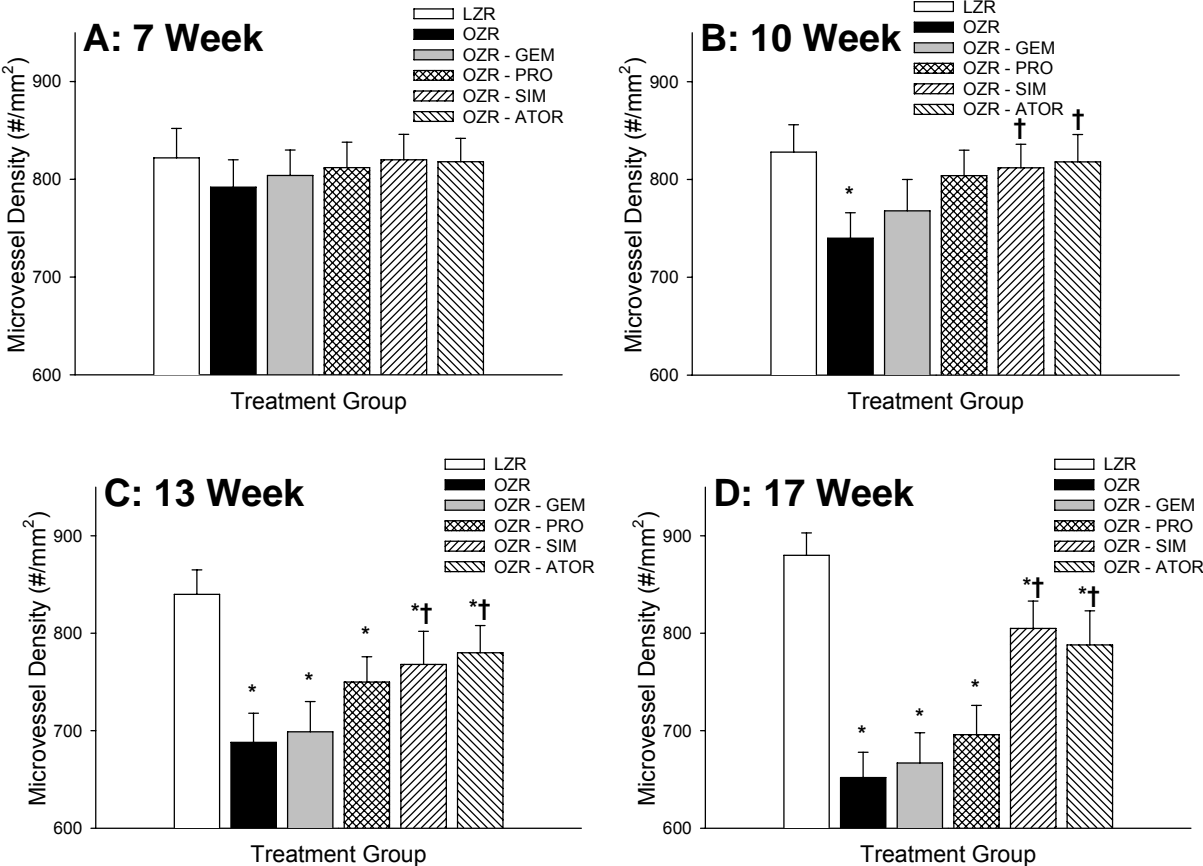 A: 7 Week
LZR
OZR
OZR - GEM
OZR - PRO
OZR - SIM
OZR - ATOR
Microvessel Density (#/mm²)
900
800
700
600
Treatment Group
B: 10 Week
LZR
OZR
OZR - GEM
OZR - PRO
OZR - SIM
OZR - ATOR
Microvessel Density (#/mm²)
900
800
700
600
*
†
†
Treatment Group
C: 13 Week
LZR
OZR
OZR - GEM
OZR - PRO
OZR - SIM
OZR - ATOR
Microvessel Density (#/mm²)
900
800
700
600
*
*
*
*†
*†
Treatment Group
D: 17 Week
LZR
OZR
OZR - GEM
OZR - PRO
OZR - SIM
OZR - ATOR
Microvessel Density (#/mm²)
900
800
700
600
*
*
*
*†
*†
Treatment Group